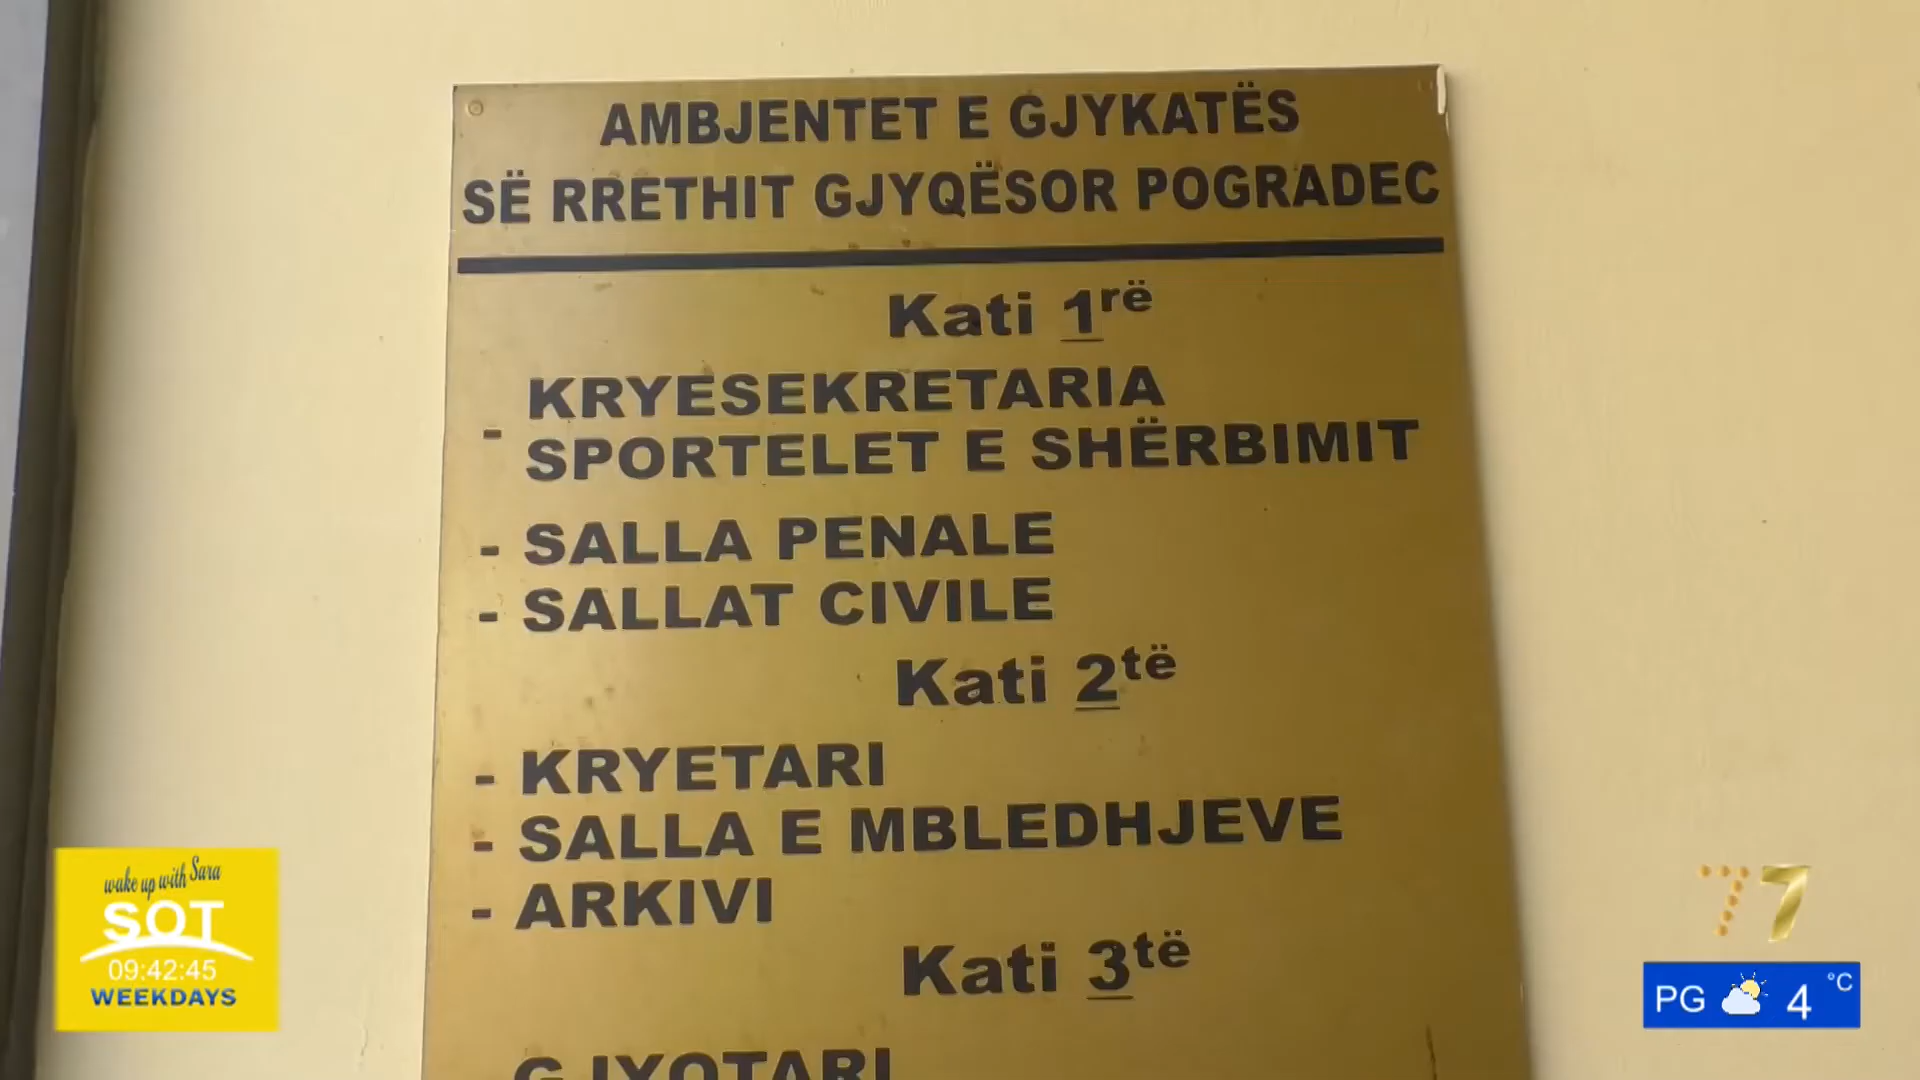 AMBJENTET E GJYKATËS
SË RRETHIT GJYQËSOR POGRADEC
Kati 1rë
- KRYESEKRETARIA
SPORTELET E SHËRBIMIT
- SALLA PENALE
- SALLAT CIVILE
Kati 2të
- KRYETARI
- SALLA E MBLEDHJEVE
- ARKIVI
Kati 3të
GJYQTARI
wake up with Sara
SOT
09:42:45
WEEKDAYS
77
PG 4 °C